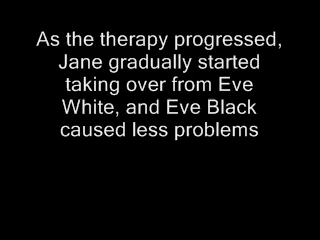 As the therapy progressed,
Jane gradually started
taking over from Eve
White, and Eve Black
caused less problems